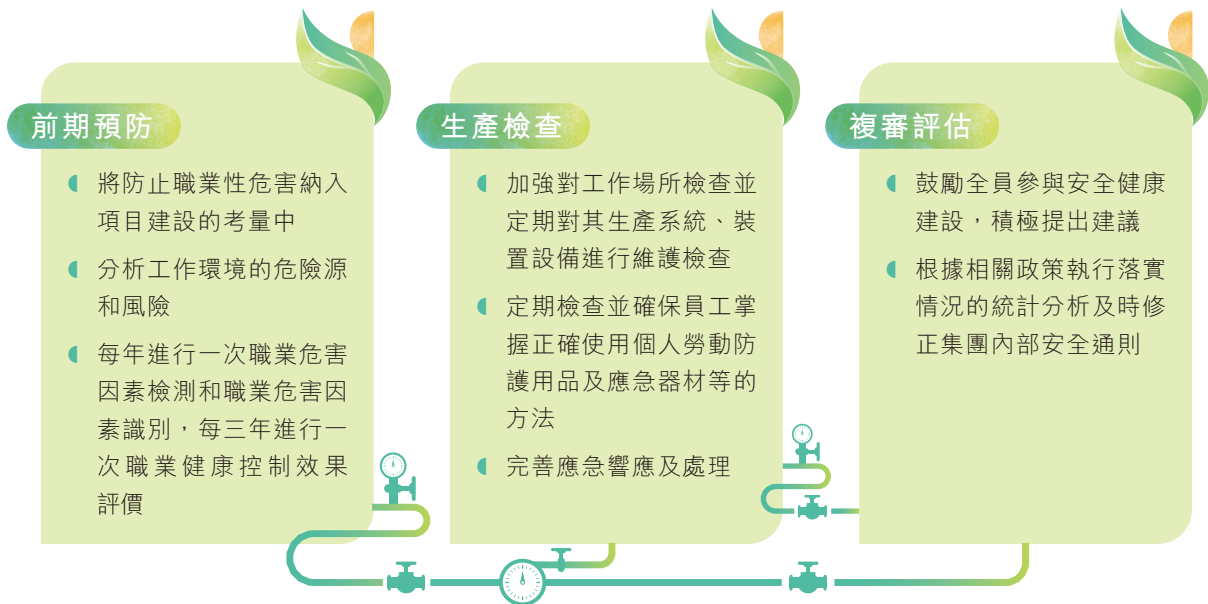 前期預防
將防止職業性危害納入
項目建設的考量中
分析工作環境的危險源
和風險
每年進行一次職業危害
因素檢測和職業危害因
素識別，每三年進行一
次職業健康控制效果
評價
生產檢查
加強對工作場所檢查並
定期對其生產系統、裝
置設備進行維護檢查
定期檢查並確保員工掌
握正確使用個人勞動防
護用品及應急器材等的
方法
完善應急響應及處理
複審評估
鼓勵全員參與安全健康
建設，積極提出建議
根據相關政策執行落實
情況的統計分析及時修
正集團內部安全通則